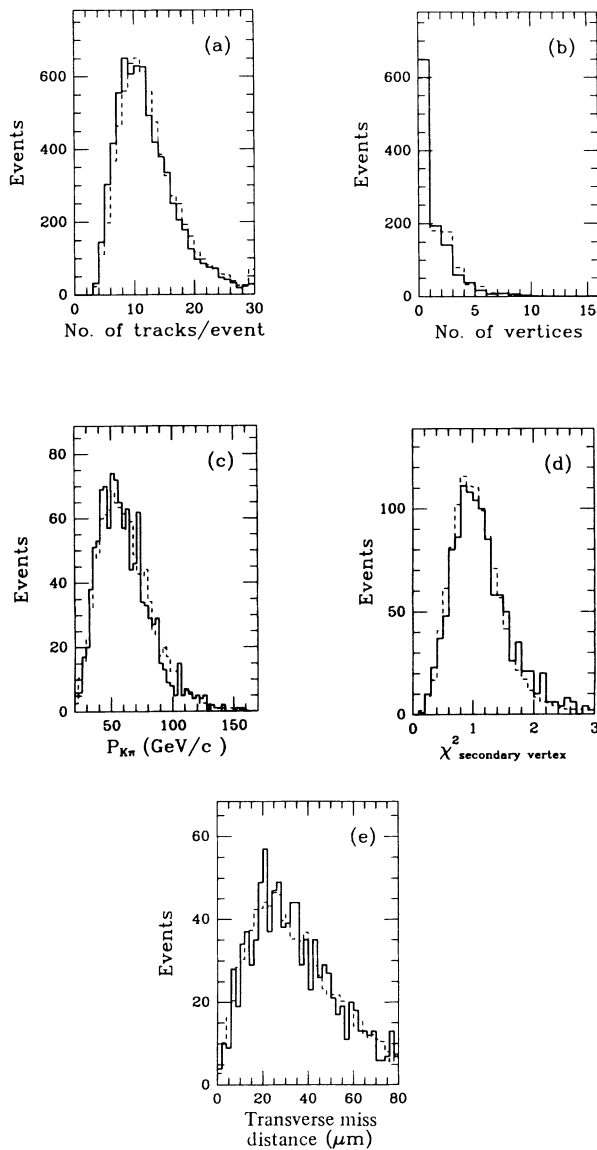 (a)
Events
600
400
200
0
0 10 20 30
No. of tracks/event
(b)
Events
600
400
200
0
0 5 10 15
No. of vertices
(c)
Events
80
60
40
20
0
50 100 150
P_Kπ (GeV/c)
(d)
Events
100
50
0
0 1 2 3
χ² secondary vertex
(e)
Events
60
40
20
0
0 20 40 60 80
Transverse miss
distance (μm)